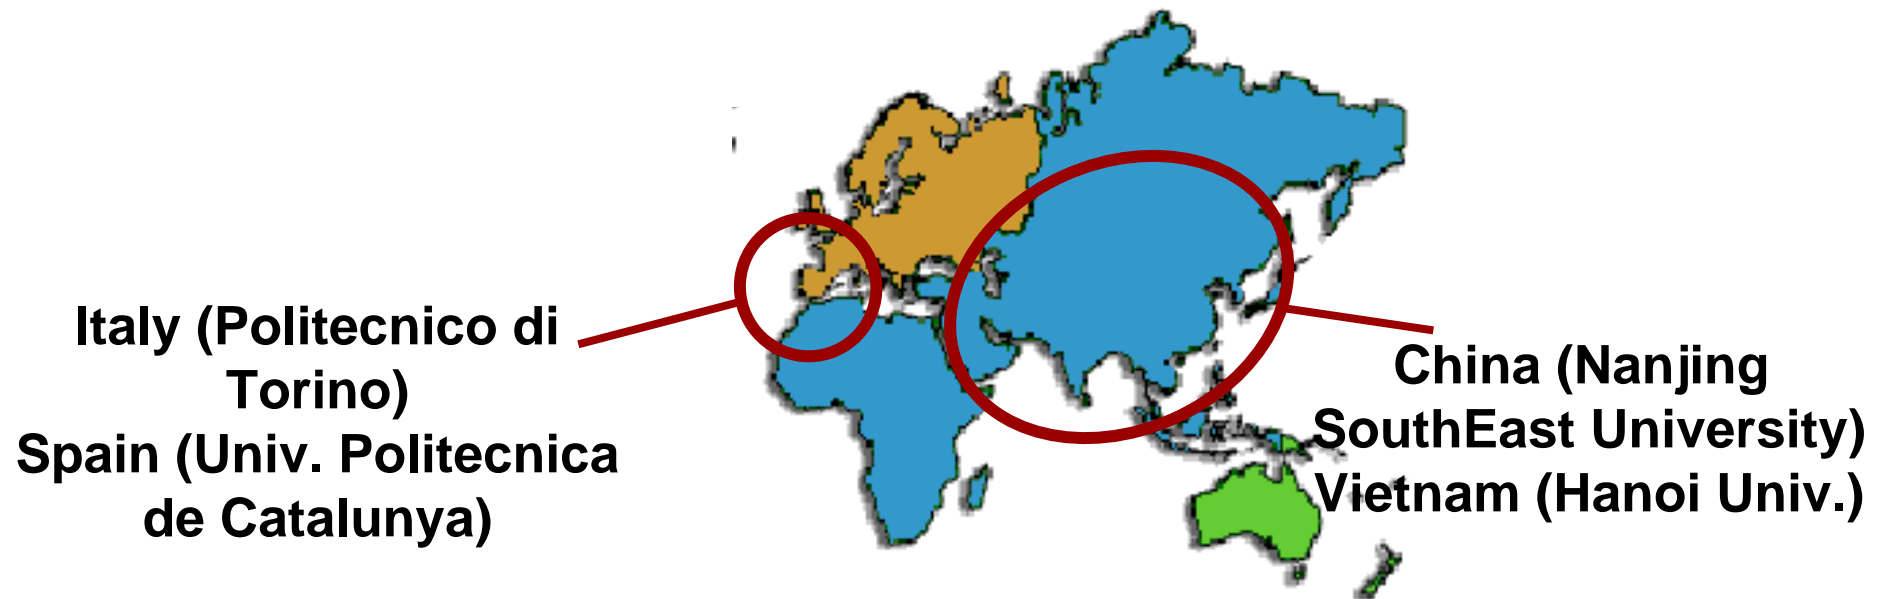 Italy (Politecnico di
Torino)
Spain (Univ. Politecnica
de Catalunya)
China (Nanjing
SouthEast University)
Vietnam (Hanoi Univ.)